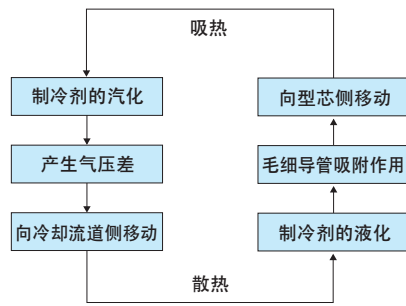 吸热
制冷剂的汽化
向型芯侧移动
产生气压差
毛细导管吸附作用
向冷却流道侧移动
制冷剂的液化
散热